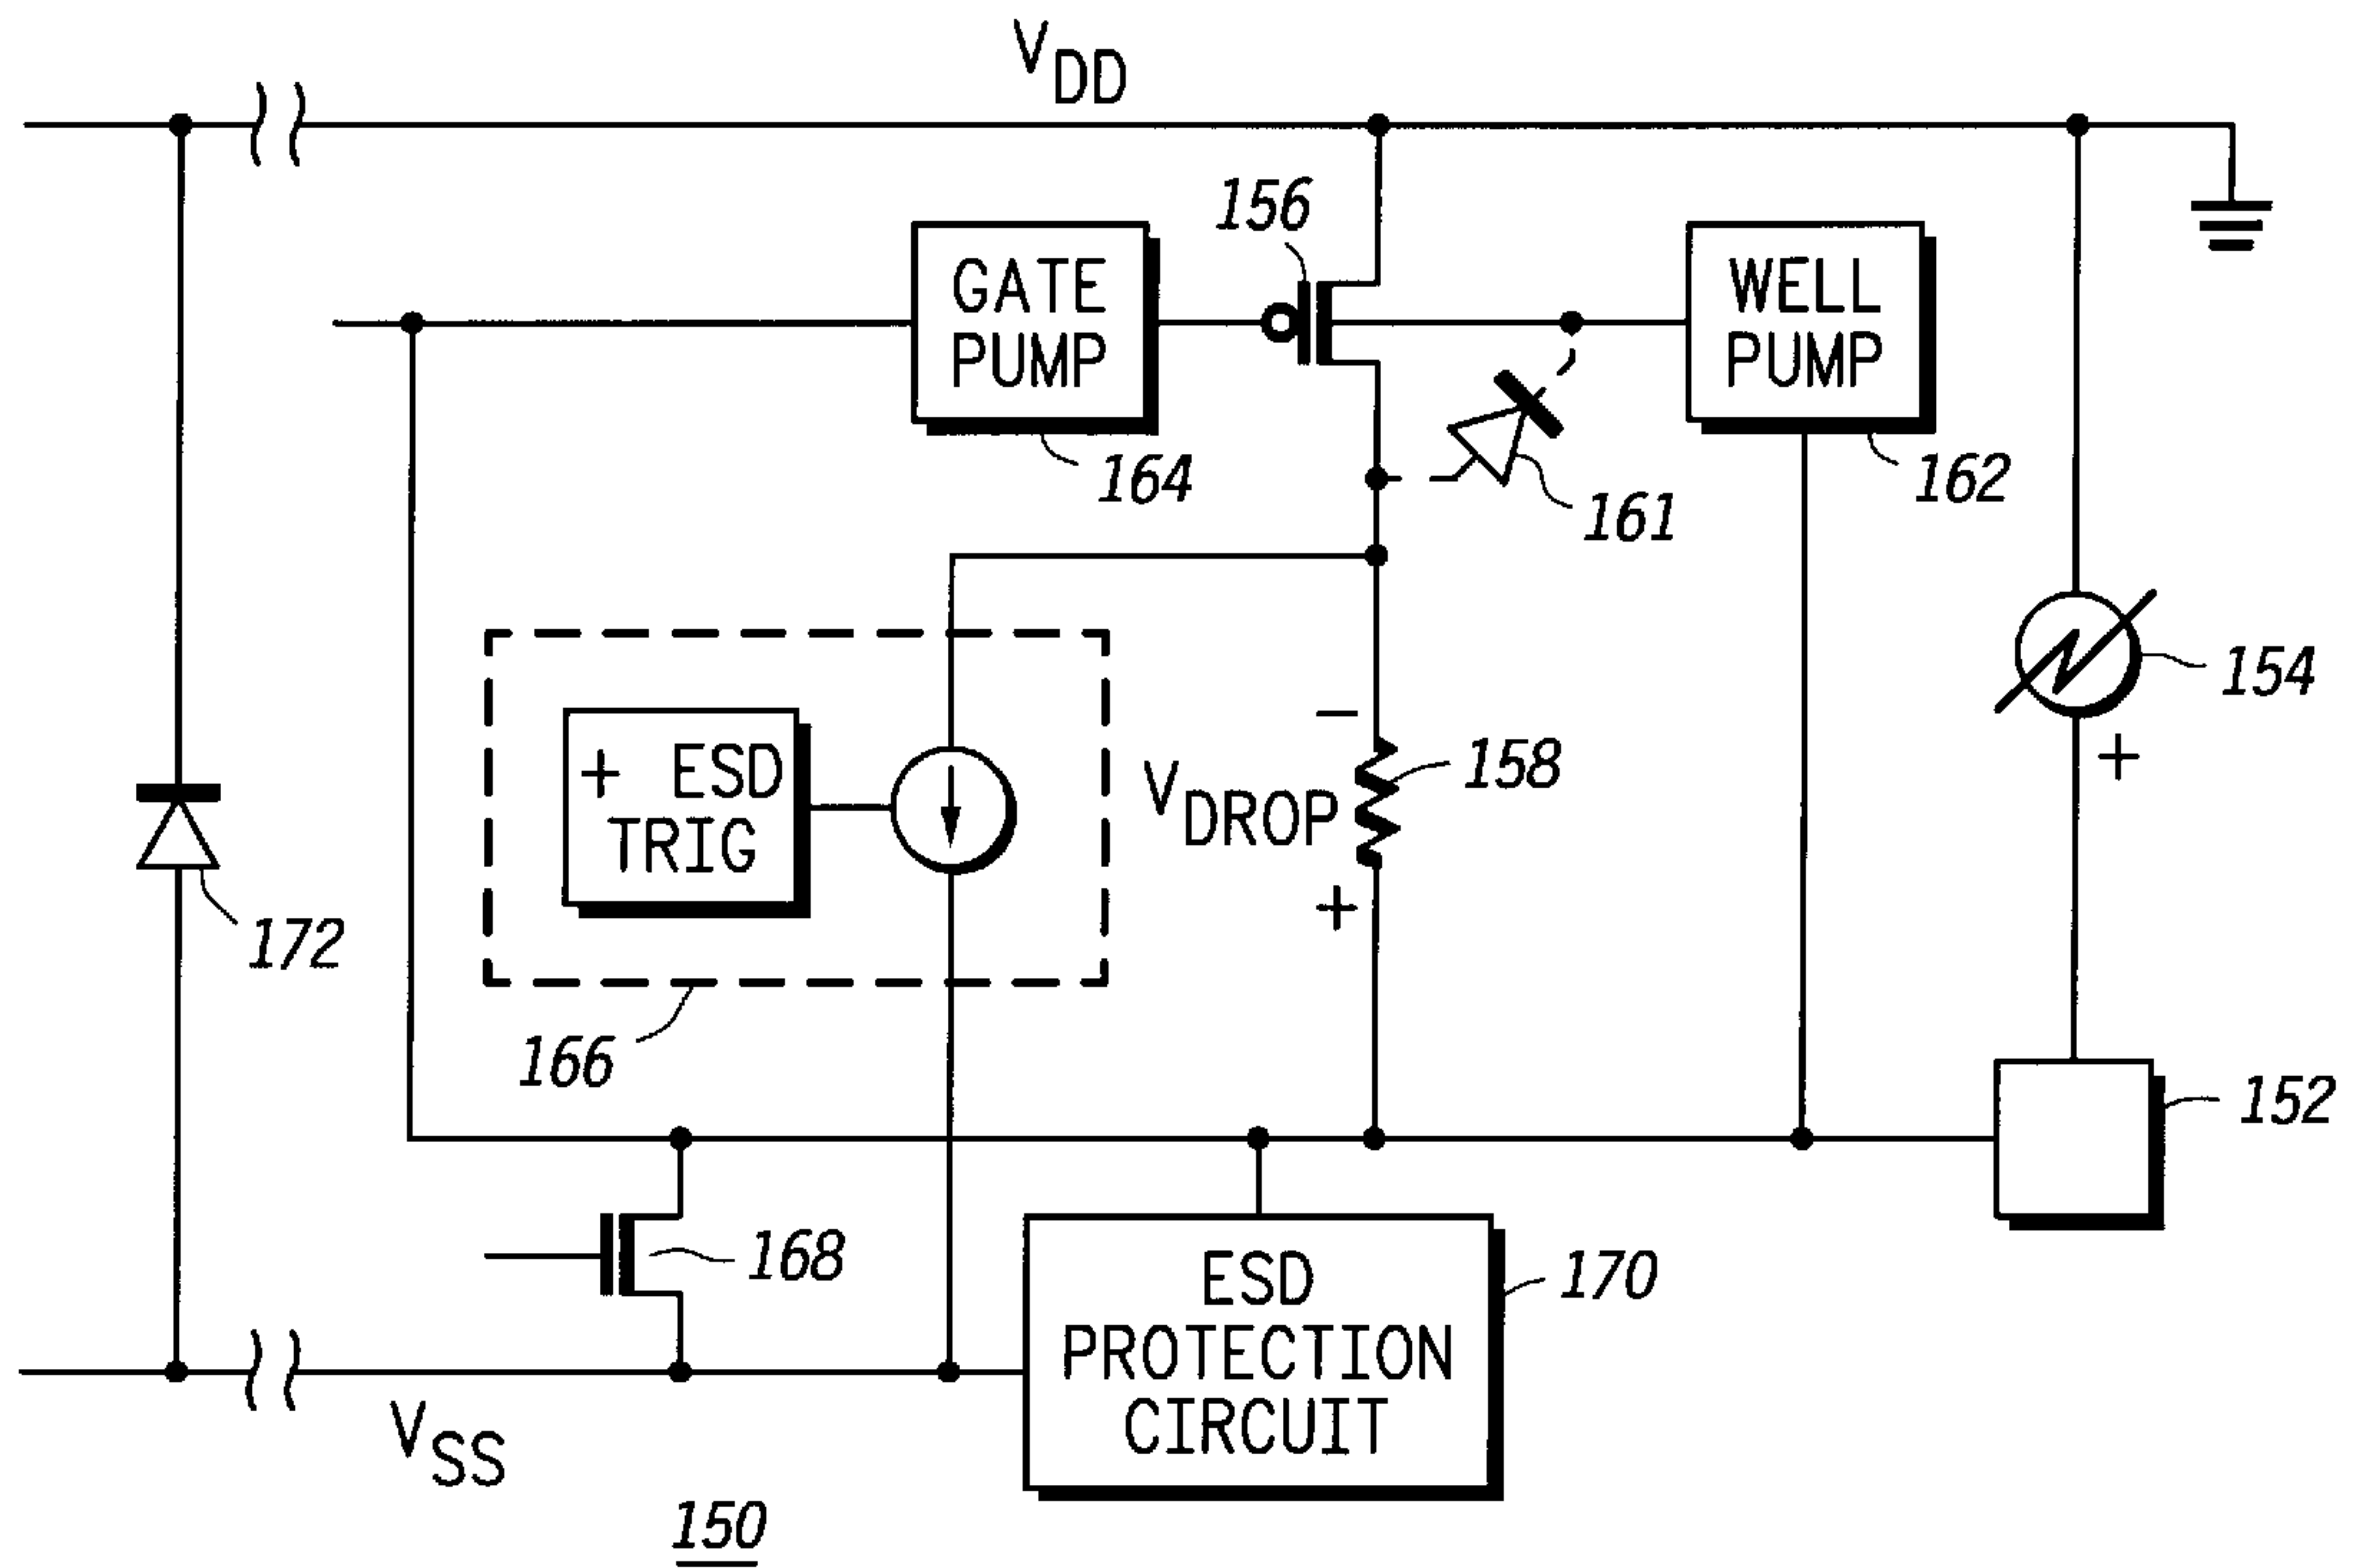 VDD
156
GATE
PUMP
WELL
PUMP
164
161
162
154
−
+
+ ESD
TRIG
VDROP
158
+
172
166
152
168
ESD
PROTECTION
CIRCUIT
170
VSS
150